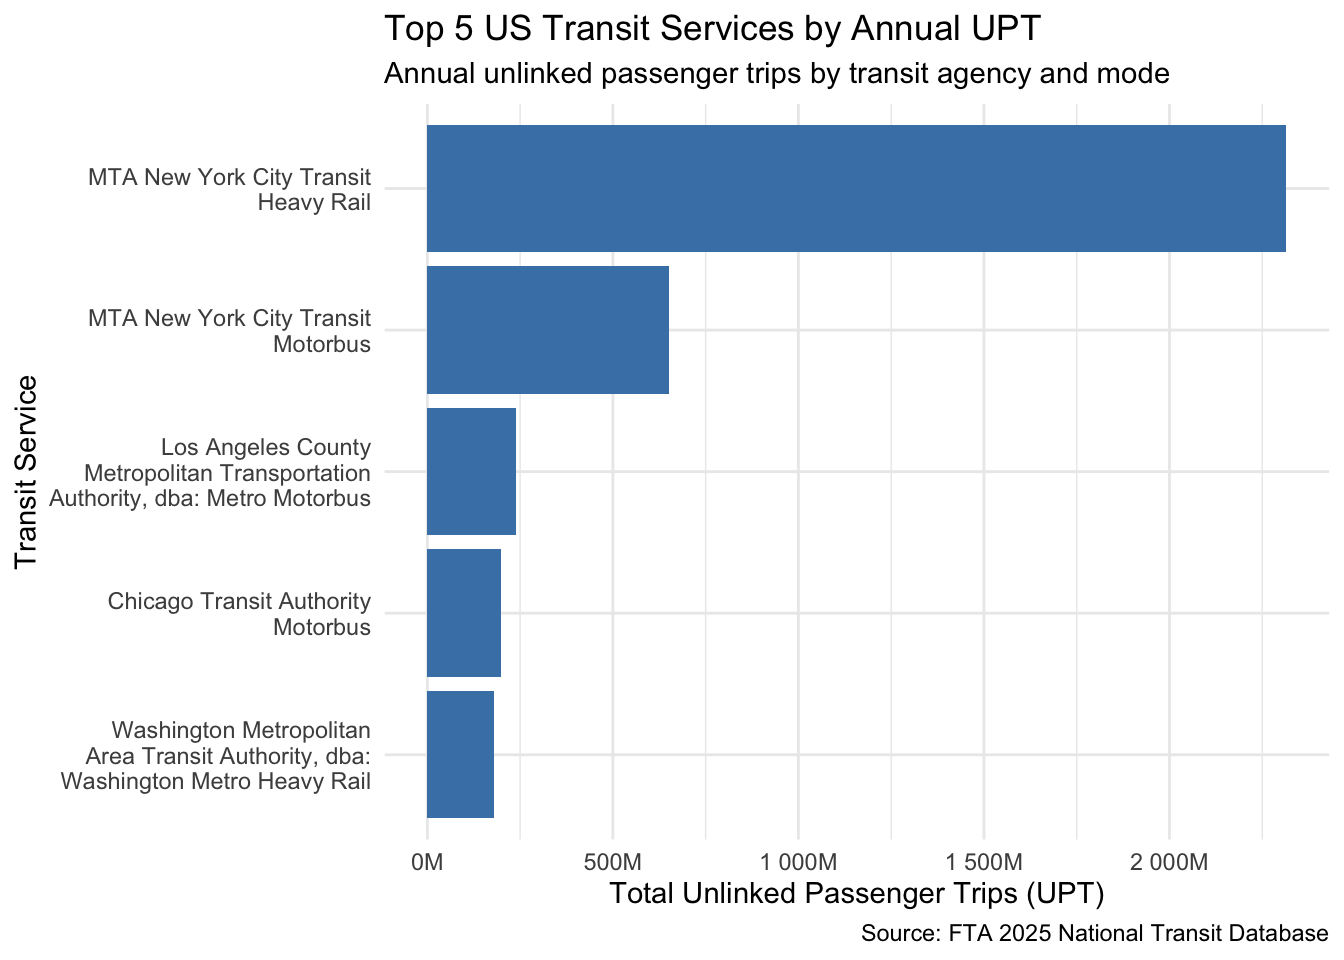 Top 5 US Transit Services by Annual UPT
Annual unlinked passenger trips by transit agency and mode
Transit Service
MTA New York City Transit
Heavy Rail
MTA New York City Transit
Motorbus
Los Angeles County
Metropolitan Transportation
Authority, dba: Metro Motorbus
Chicago Transit Authority
Motorbus
Washington Metropolitan
Area Transit Authority, dba:
Washington Metro Heavy Rail
0M 500M 1 000M 1 500M 2 000M
Total Unlinked Passenger Trips (UPT)
Source: FTA 2025 National Transit Database